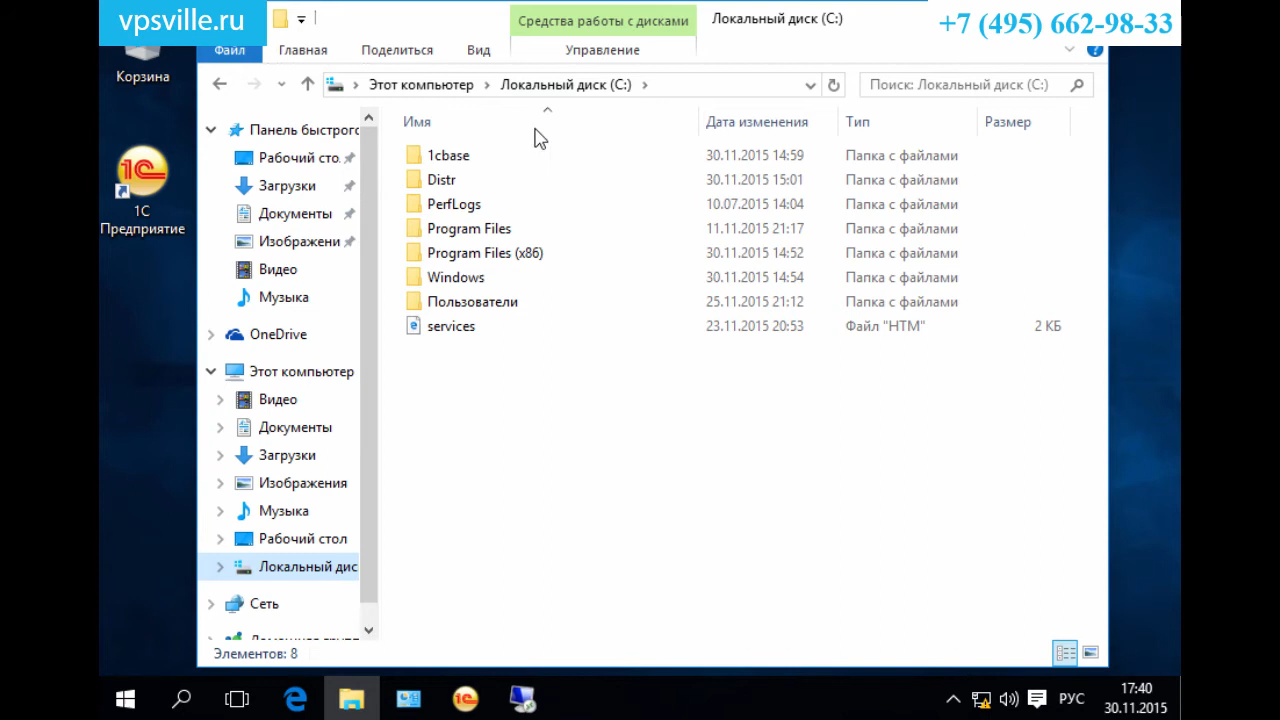 vpsville.ru
Средства работы с дисками
Локальный диск (C:)
+7 (495) 662-98-33
Файл
Главная
Поделиться
Вид
Управление
Этот компьютер
Локальный диск (C:)
Поиск: Локальный диск (C:)
Корзина
1С
Предприятие
Панель быстрого
Рабочий сто
Загрузки
Документы
Изображени
Видео
Музыка
OneDrive
Этот компьютер
Видео
Документы
Загрузки
Изображения
Музыка
Рабочий стол
Локальный дис
Сеть
Имя Дата изменения Тип Размер
1cbase 30.11.2015 14:59 Папка с файлами
Distr 30.11.2015 15:01 Папка с файлами
PerfLogs 10.07.2015 14:04 Папка с файлами
Program Files 11.11.2015 21:17 Папка с файлами
Program Files (x86) 30.11.2015 14:52 Папка с файлами
Windows 30.11.2015 14:54 Папка с файлами
Пользователи 25.11.2015 21:12 Папка с файлами
services 23.11.2015 20:53 Файл "HTM" 2 КБ
Элементов: 8
РУС
17:40
30.11.2015